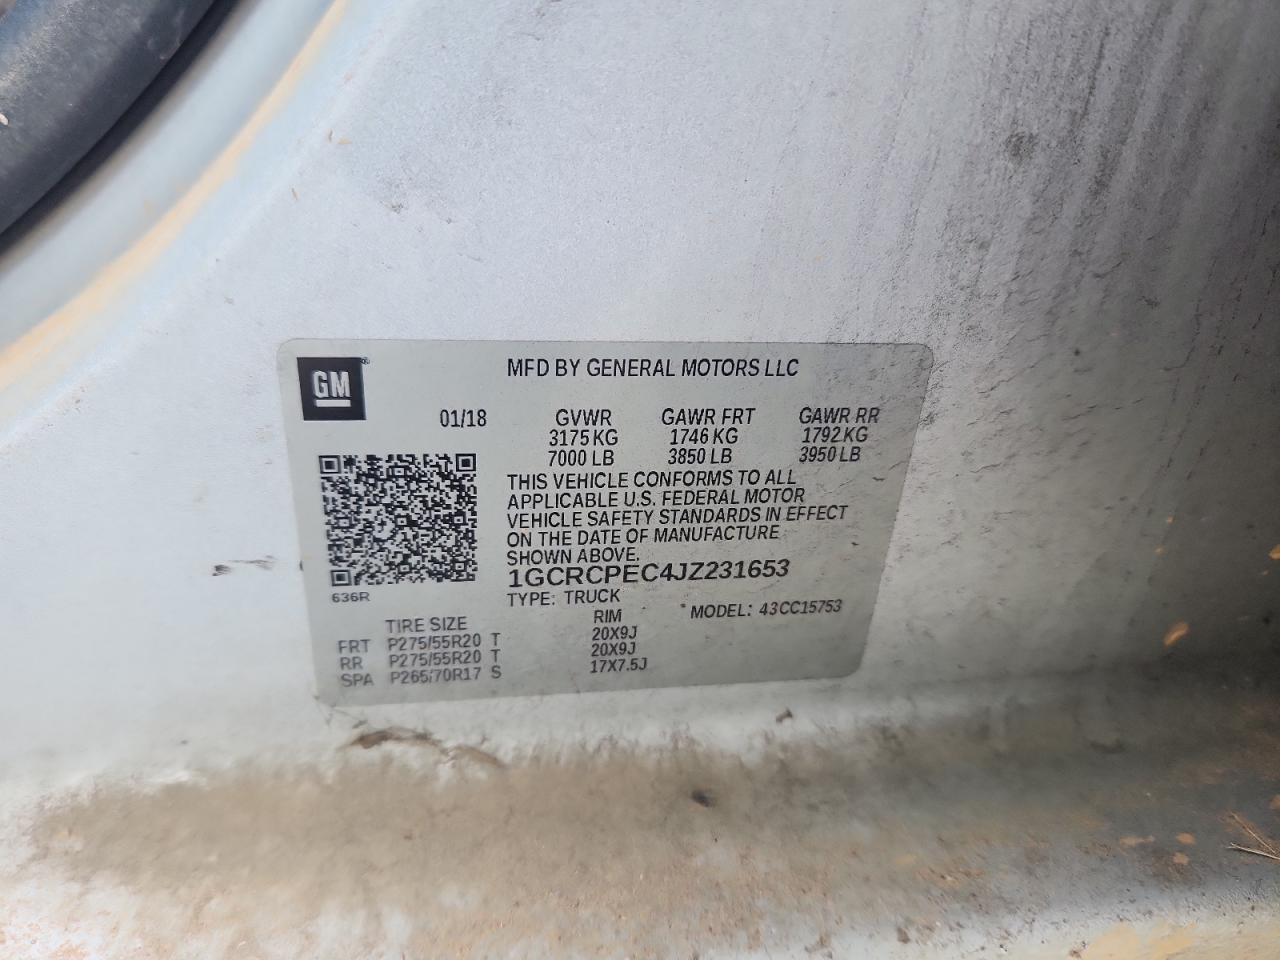 GM
MFD BY GENERAL MOTORS LLC
01/18 GVWR GAWR FRT GAWR RR
3175 KG 1746 KG 1792 KG
7000 LB 3850 LB 3950 LB
THIS VEHICLE CONFORMS TO ALL
APPLICABLE U.S. FEDERAL MOTOR
VEHICLE SAFETY STANDARDS IN EFFECT
ON THE DATE OF MANUFACTURE
SHOWN ABOVE.
1GCRCPEC4JZ231653
636R
TYPE: TRUCK MODEL: 43CC15753
TIRE SIZE RIM
FRT P275/55R20 T 20X9J
RR P275/55R20 T 20X9J
SPA P265/70R17 S 17X7.5J